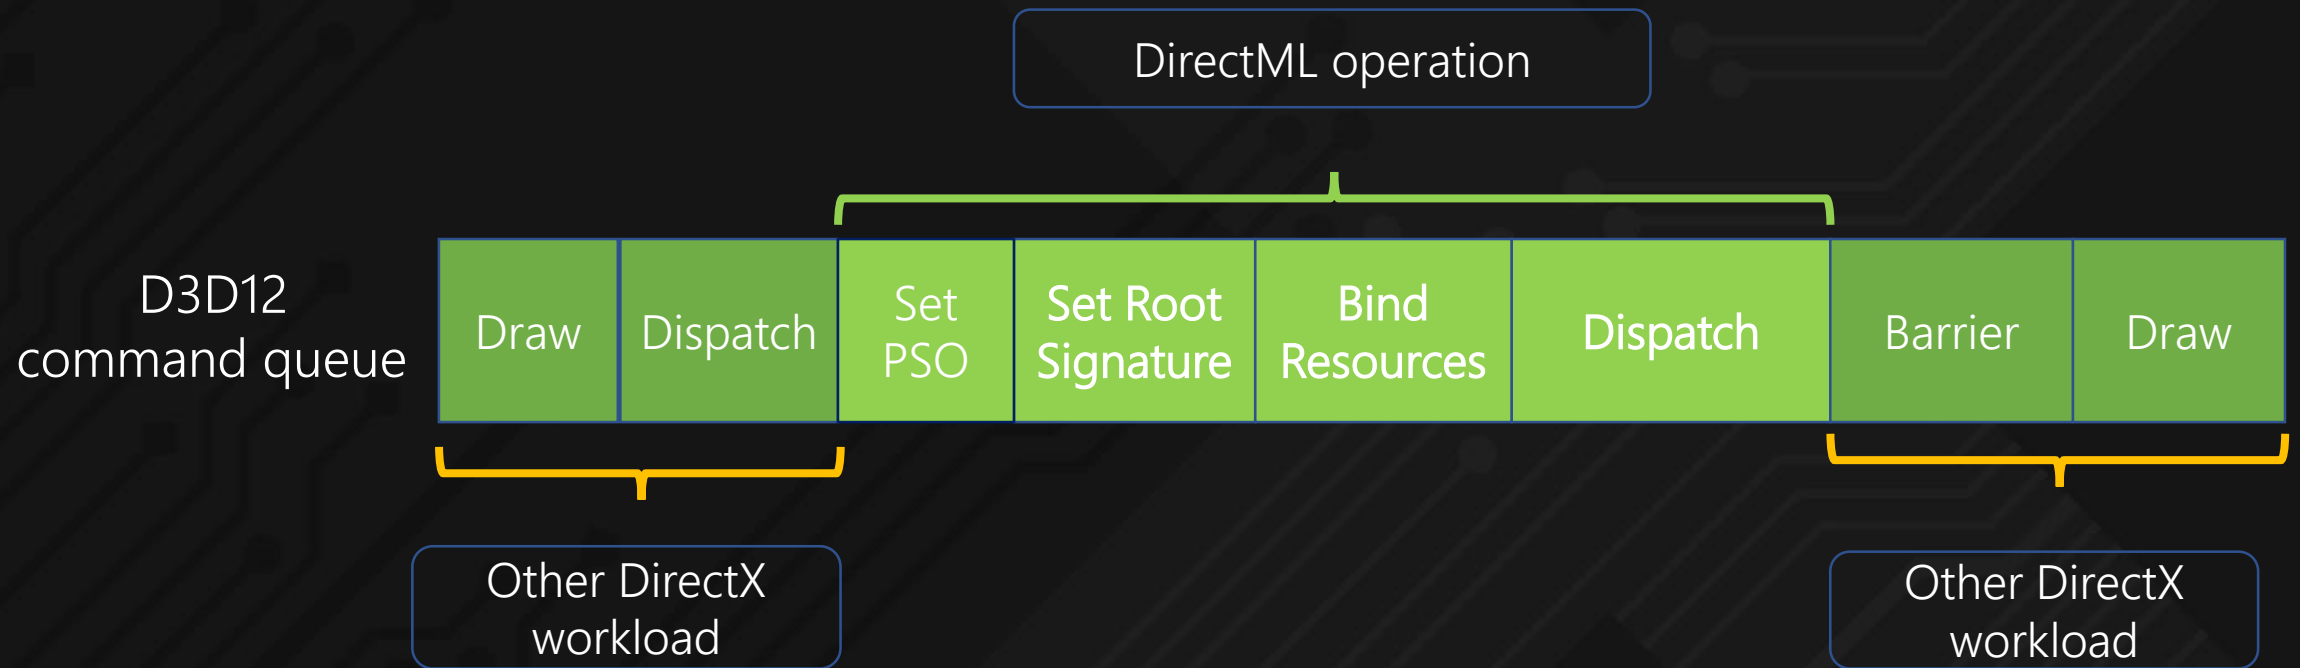 DirectML operation
D3D12
command queue
Draw
Dispatch
Set
PSO
Set Root
Signature
Bind
Resources
Dispatch
Barrier
Draw
Other DirectX
workload
Other DirectX
workload